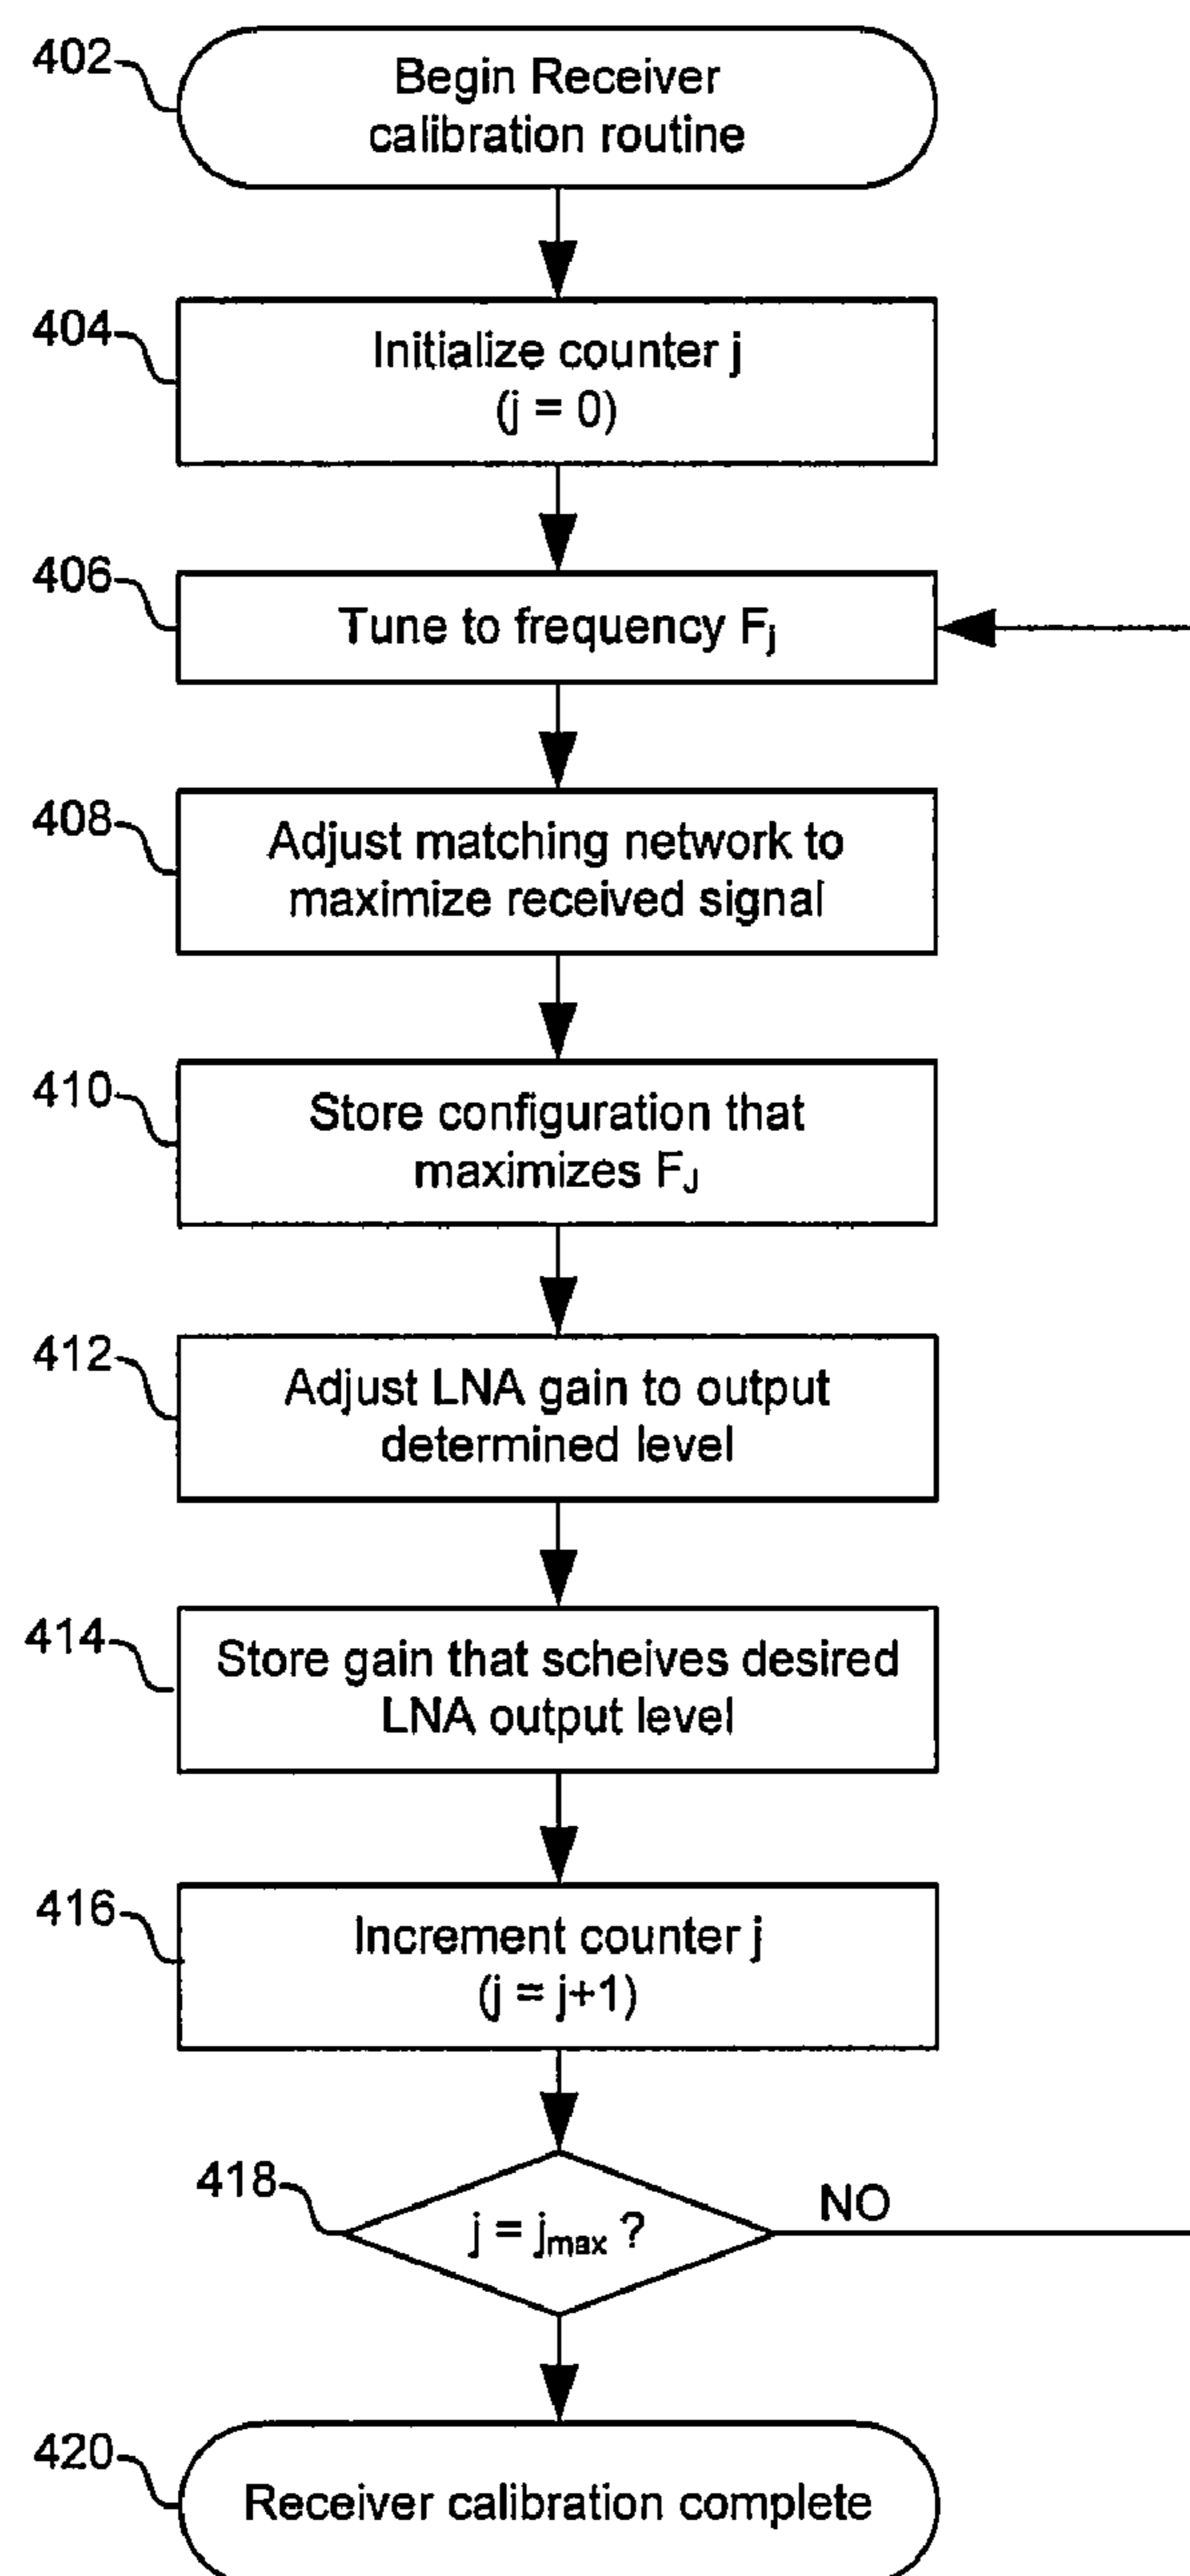 402
Begin Receiver
calibration routine
404
Initialize counter j
(j = 0)
406
Tune to frequency Fj
408
Adjust matching network to
maximize received signal
410
Store configuration that
maximizes FJ
412
Adjust LNA gain to output
determined level
414
Store gain that scheives desired
LNA output level
416
Increment counter j
(j = j+1)
418
j = jmax ?
NO
420
Receiver calibration complete